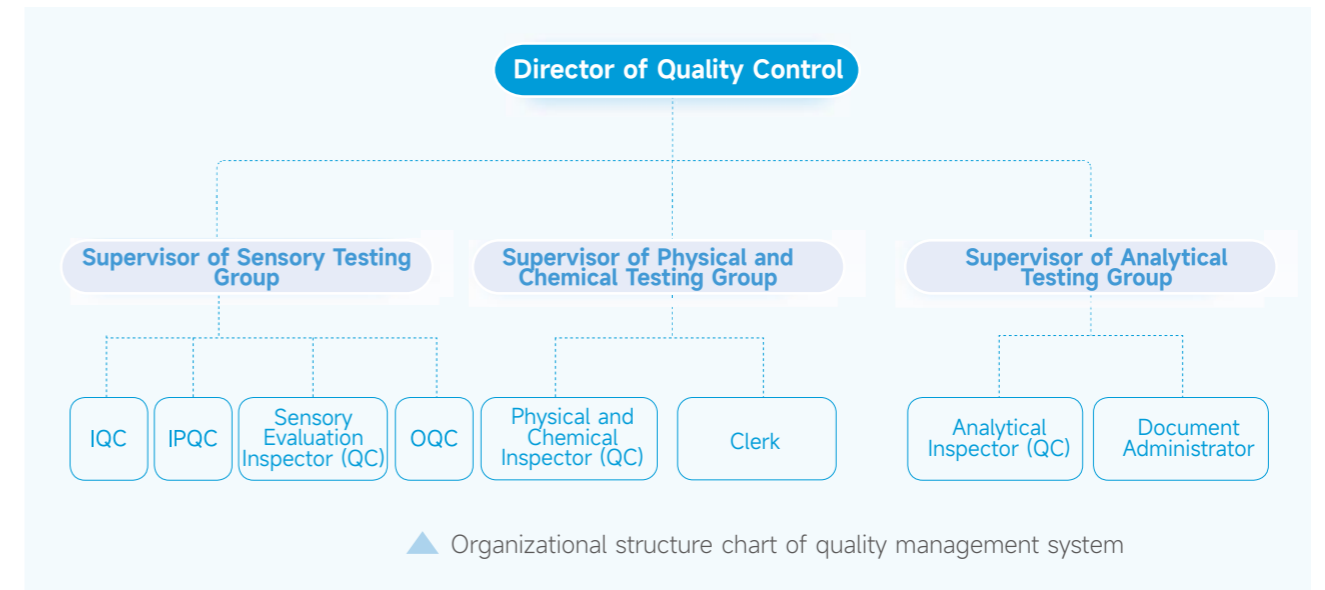 Director of Quality Control
Supervisor of Sensory Testing
Group
Supervisor of Physical and
Chemical Testing Group
Supervisor of Analytical
Testing Group
IQC
IPQC
Sensory
Evaluation
Inspector (QC)
OQC
Physical and
Chemical
Inspector (QC)
Clerk
Analytical
Inspector (QC)
Document
Administrator
Organizational structure chart of quality management system